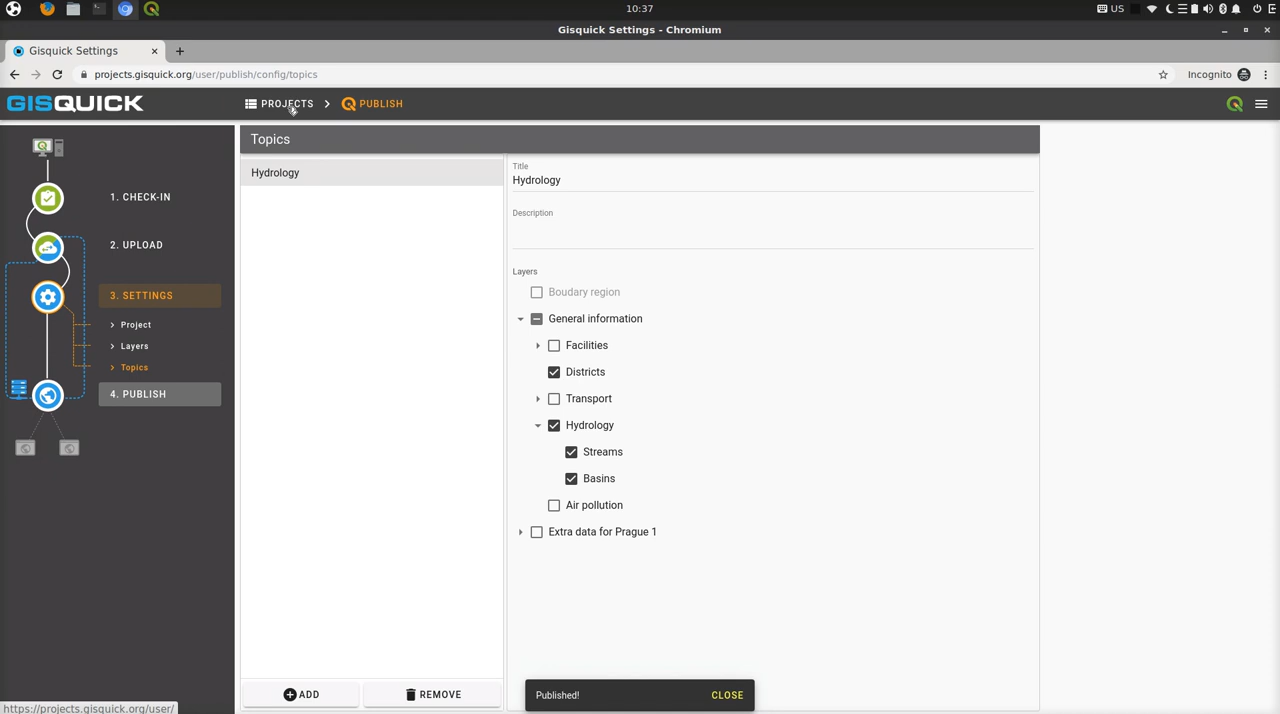 10:37
US
Gisquick Settings - Chromium
Gisquick Settings
projects.gisquick.org/user/publish/config/topics
Incognito
GISQUICK
PROJECTS
PUBLISH
Topics
1. CHECK-IN
2. UPLOAD
3. SETTINGS
Project
Layers
Topics
4. PUBLISH
Hydrology
Title
Hydrology
Description
Layers
Boudary region
General information
Facilities
Districts
Transport
Hydrology
Streams
Basins
Air pollution
Extra data for Prague 1
ADD
REMOVE
Published!
CLOSE
https://projects.gisquick.org/user/